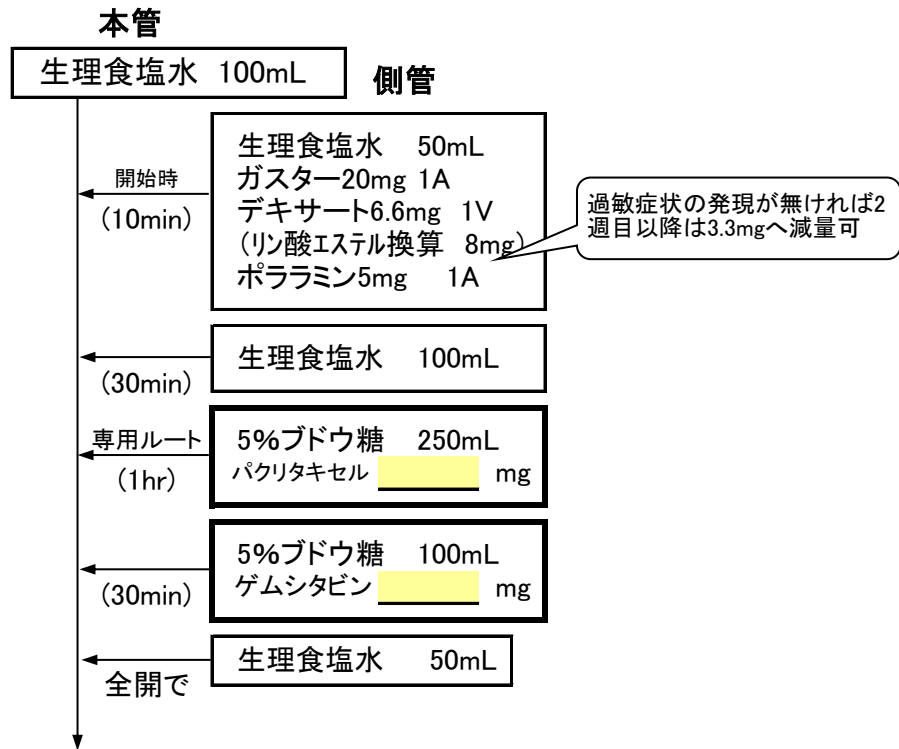 本管
生理食塩水 100mL
側管
生理食塩水 50mL
ガスター20mg 1A
デキサート6.6mg 1V
(リン酸エステル換算 8mg)
ポララミン5mg 1A
開始時
(10min)
過敏症状の発現が無ければ2
週目以降は3.3mgへ減量可
生理食塩水 100mL
(30min)
専用ルート
(1hr)
5%ブドウ糖 250mL
パクリタキセル mg
5%ブドウ糖 100mL
ゲムシタビン mg
(30min)
生理食塩水 50mL
全開で